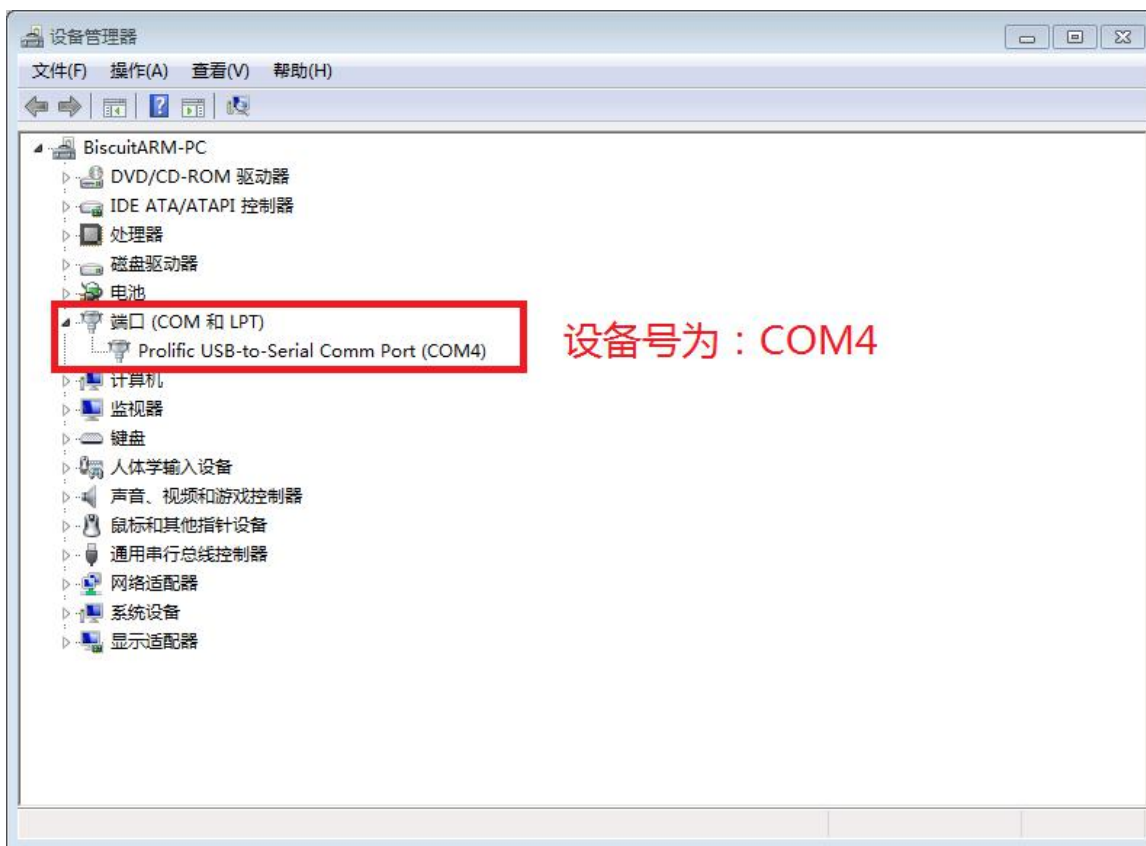 设备管理器
文件(F) 操作(A) 查看(V) 帮助(H)
BiscuitARM-PC
DVD/CD-ROM 驱动器
IDE ATA/ATAPI 控制器
处理器
磁盘驱动器
电池
端口 (COM 和 LPT)
Prolific USB-to-Serial Comm Port (COM4)
设备号为：COM4
计算机
监视器
键盘
人体学输入设备
声音、视频和游戏控制器
鼠标和其他指针设备
通用串行总线控制器
网络适配器
系统设备
显示适配器